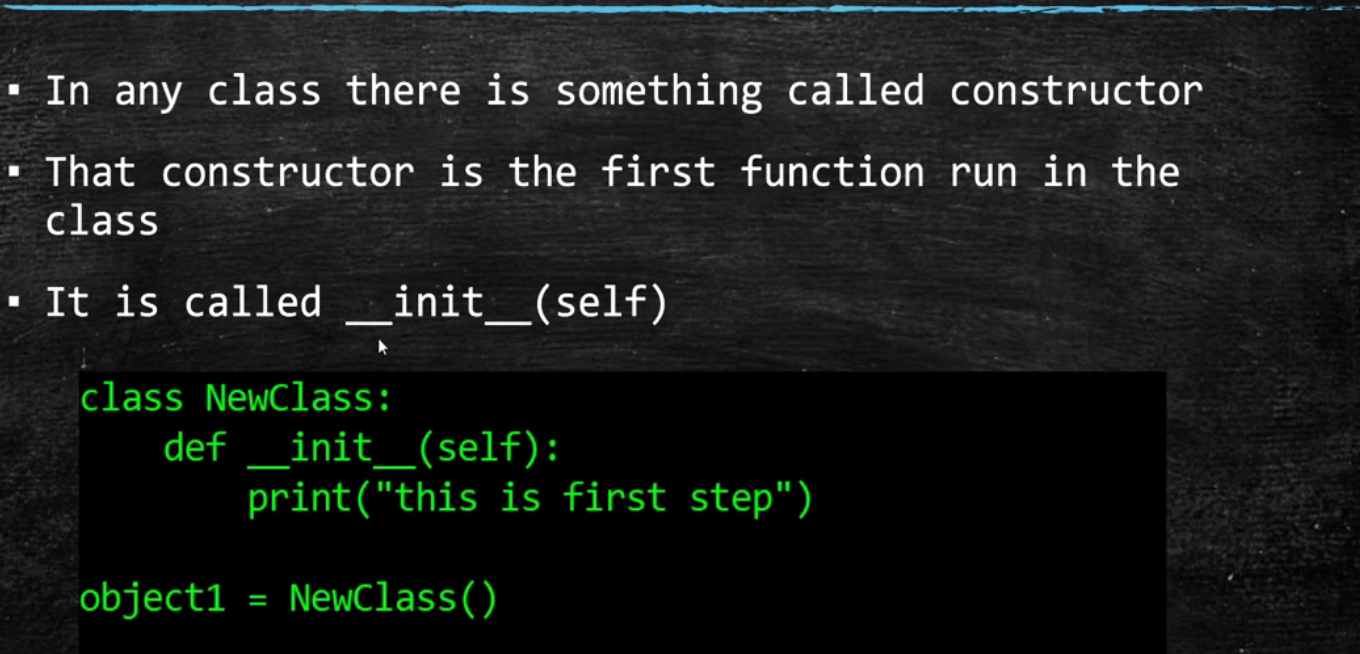 ▪ In any class there is something called constructor
▪ That constructor is the first function run in the
class
▪ It is called __init__(self)
class NewClass:
    def __init__(self):
        print("this is first step")
object1 = NewClass()